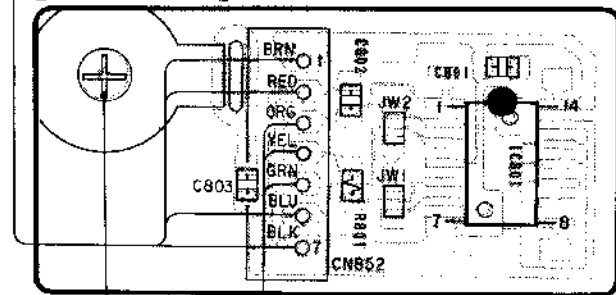 BRN 1
RED
ORG
YEL
GRN
BLU
BLK 7
CN852
C803
C802
R801
JW2
JW1
C801
1 14
IC801
7 8